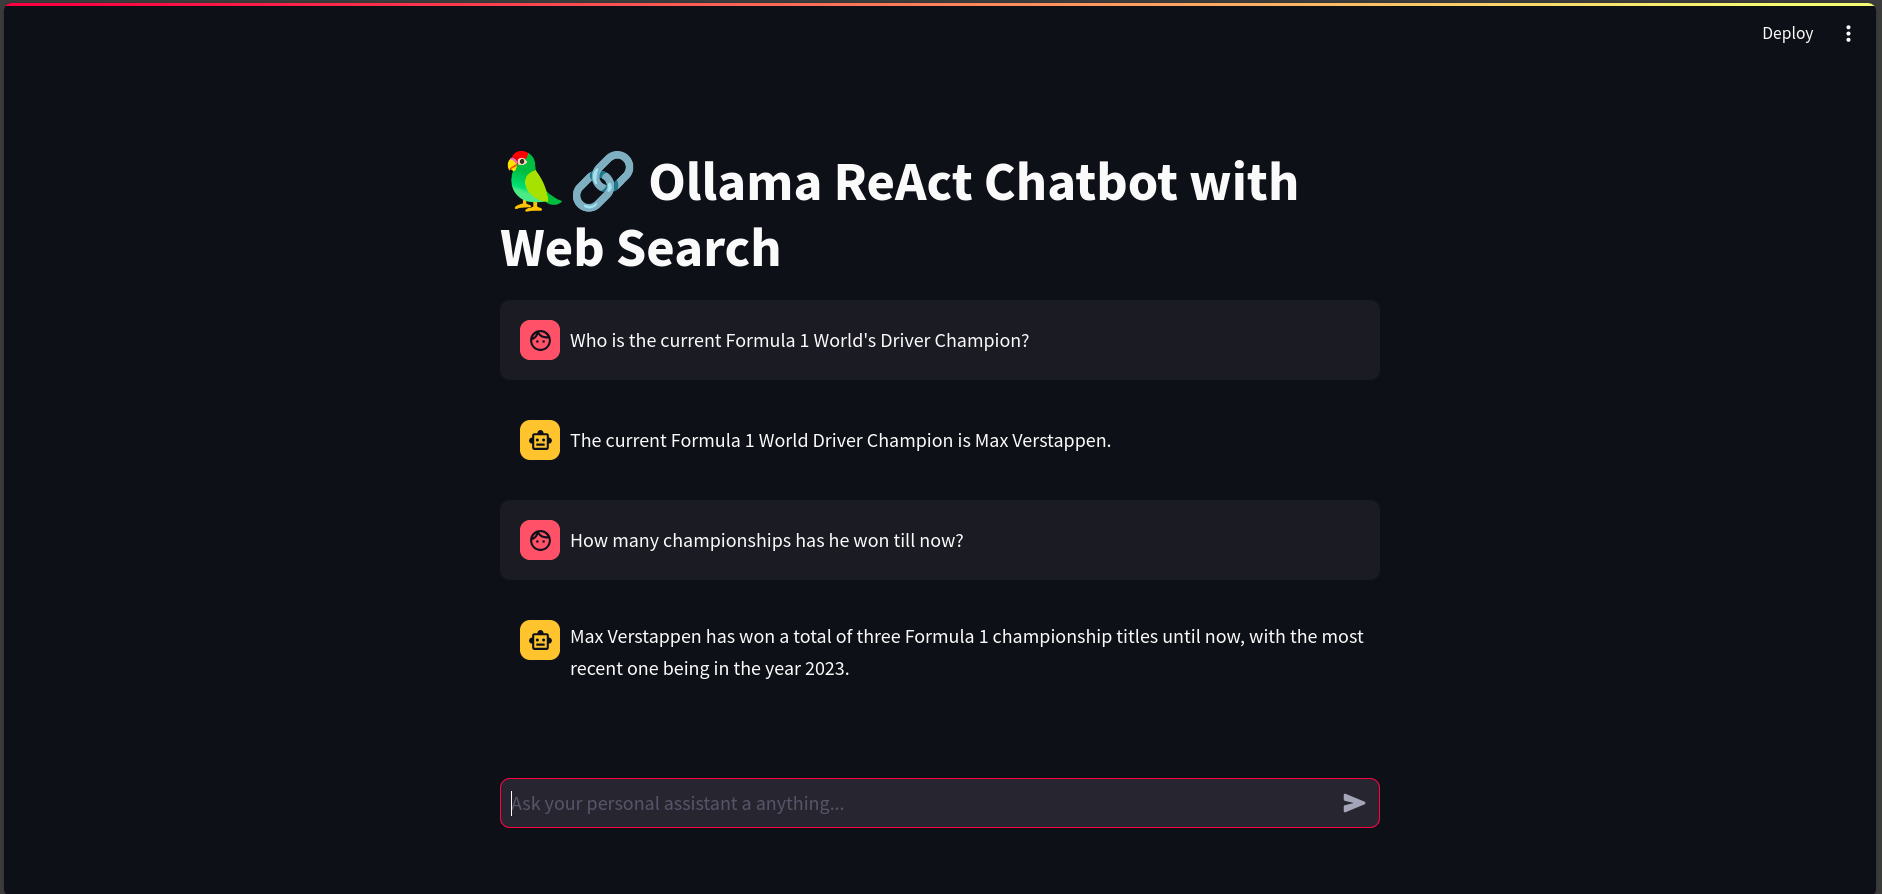 Deploy
🦜🔗 Ollama ReAct Chatbot with
Web Search
Who is the current Formula 1 World's Driver Champion?
The current Formula 1 World Driver Champion is Max Verstappen.
How many championships has he won till now?
Max Verstappen has won a total of three Formula 1 championship titles until now, with the most
recent one being in the year 2023.
Ask your personal assistant a anything...